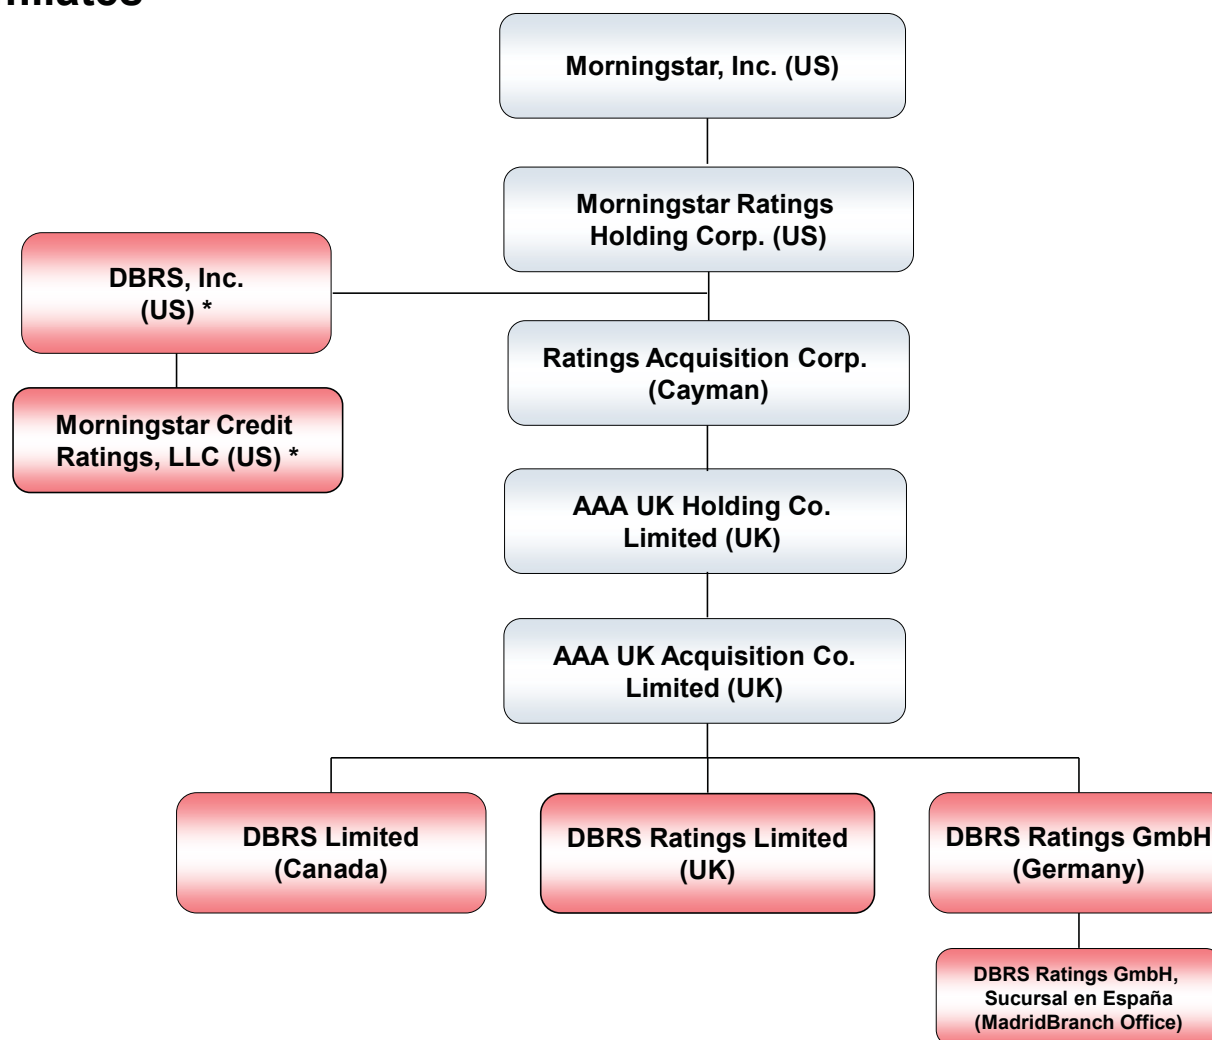 Morningstar, Inc. (US)
Morningstar Ratings
Holding Corp. (US)
DBRS, Inc.
(US) *
Ratings Acquisition Corp.
(Cayman)
Morningstar Credit
Ratings, LLC (US) *
AAA UK Holding Co.
Limited (UK)
AAA UK Acquisition Co.
Limited (UK)
DBRS Limited
(Canada)
DBRS Ratings Limited
(UK)
DBRS Ratings GmbH
(Germany)
DBRS Ratings GmbH,
Sucursal en España
(MadridBranch Office)